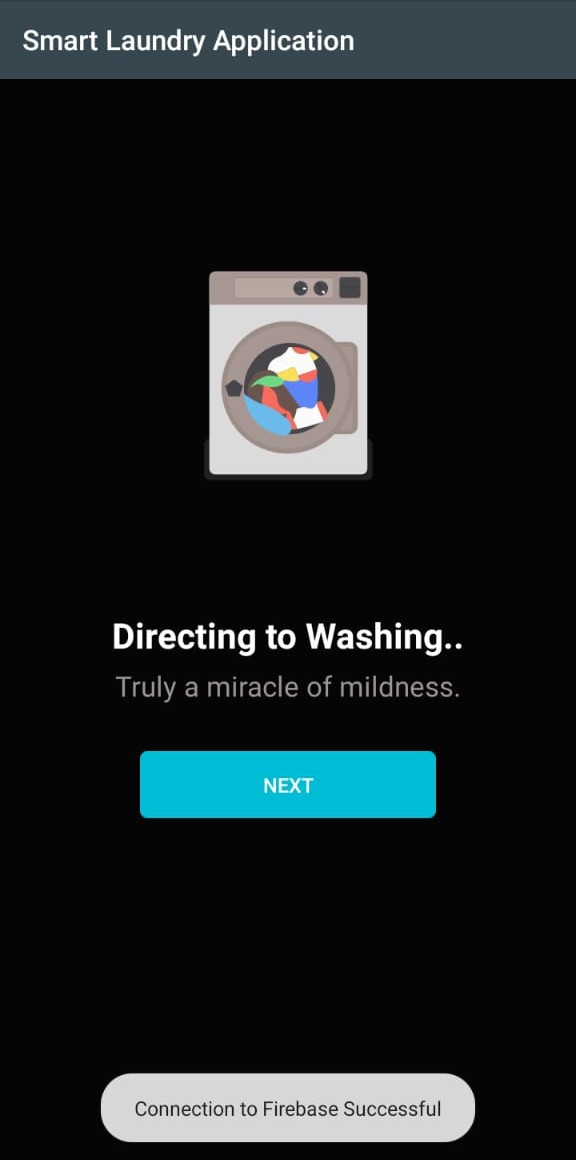 Smart Laundry Application
Directing to Washing..
Truly a miracle of mildness.
NEXT
Connection to Firebase Successful